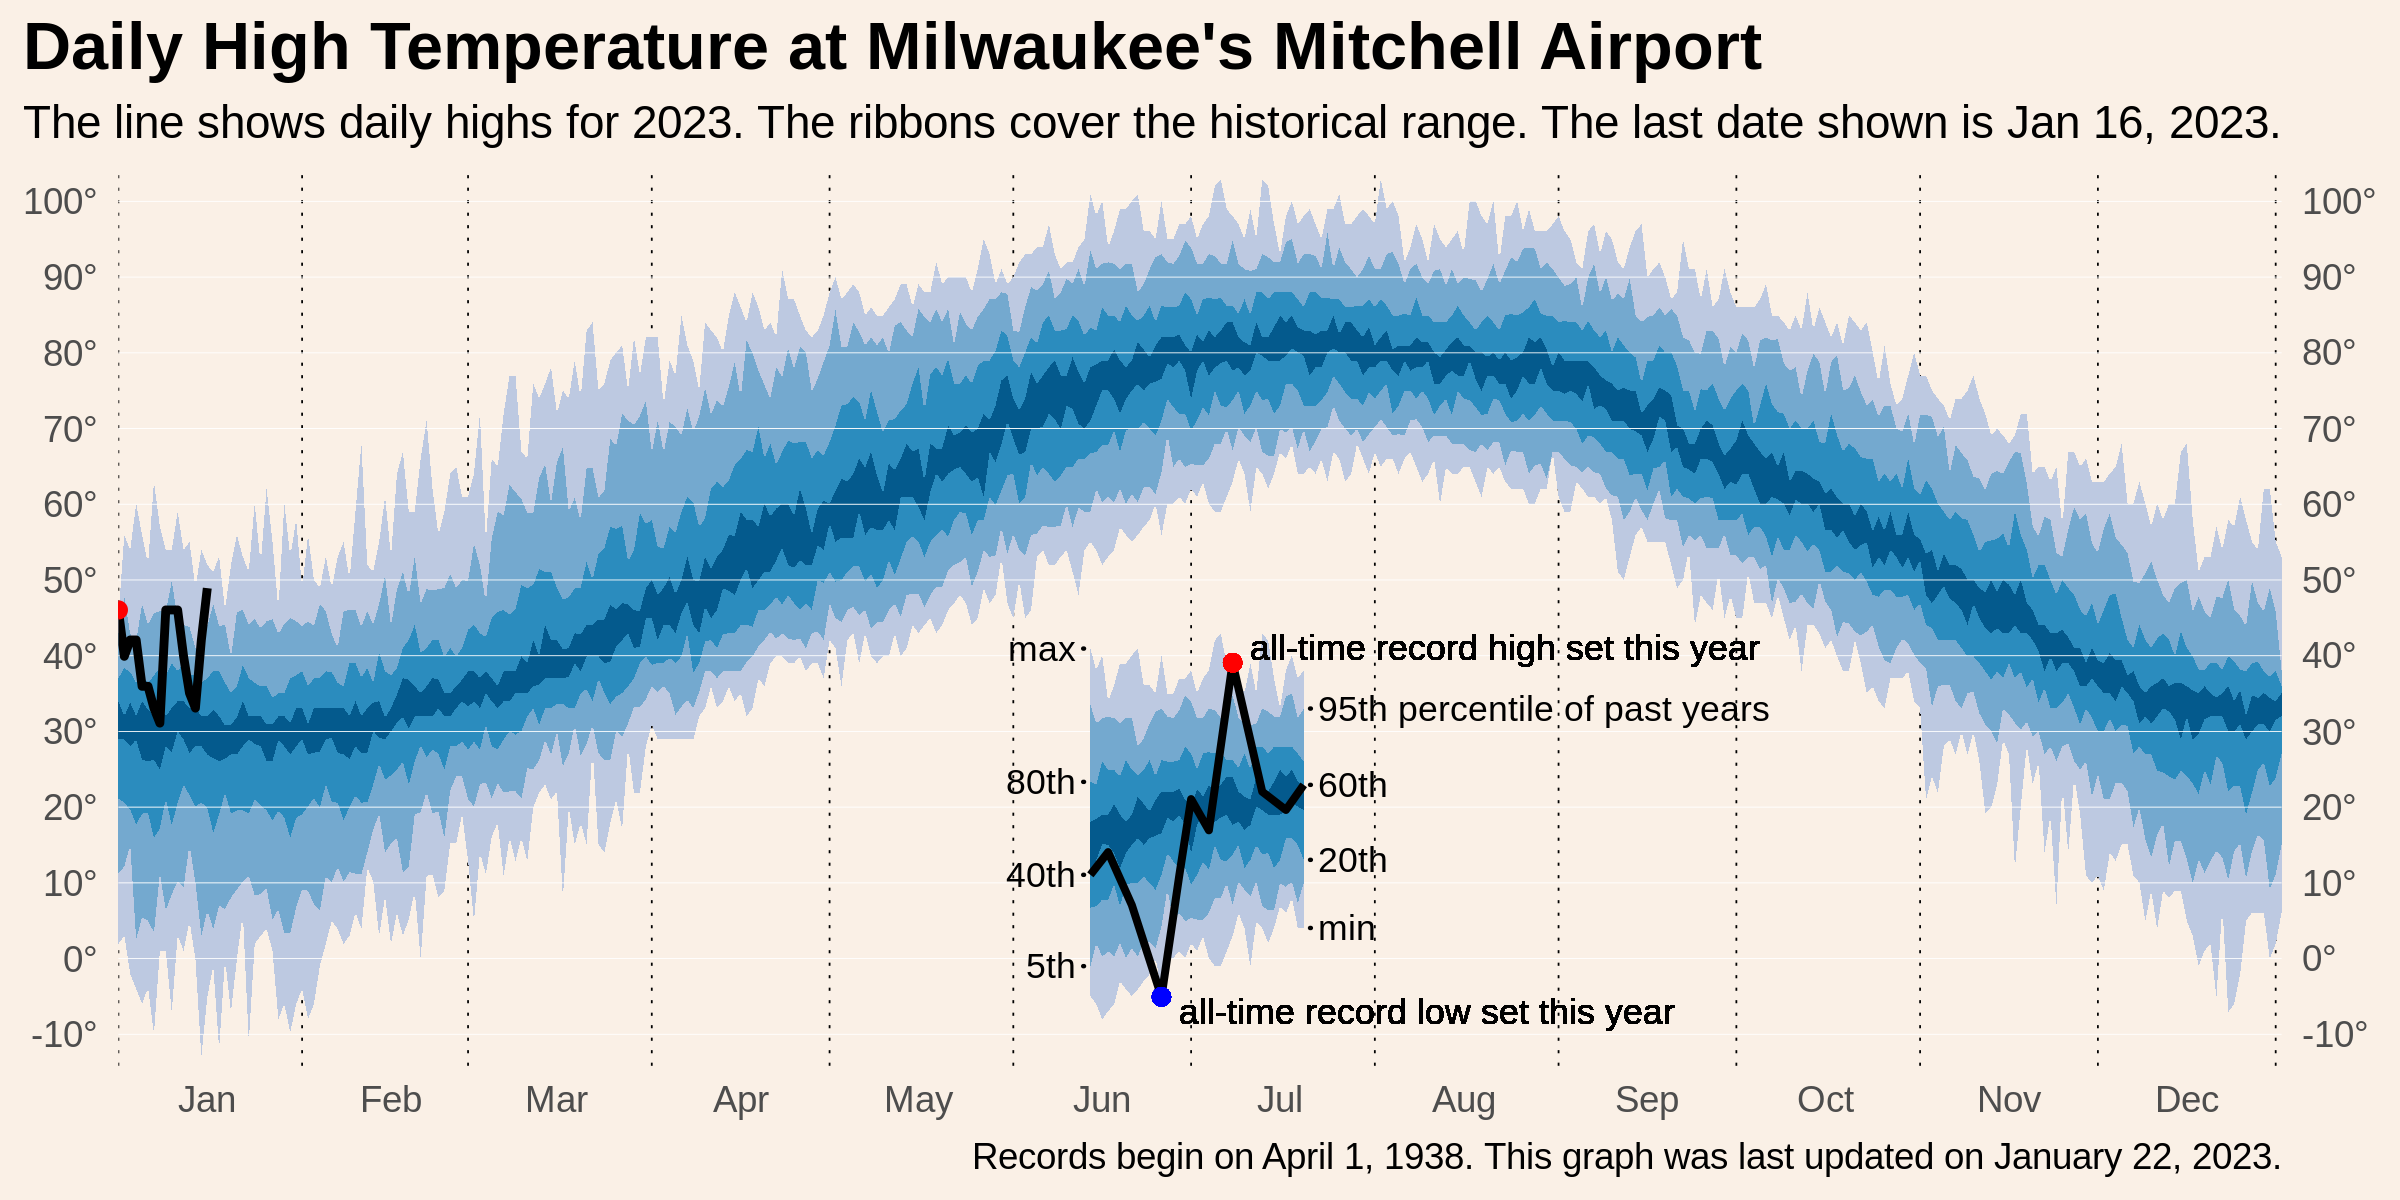 Daily High Temperature at Milwaukee's Mitchell Airport
The line shows daily highs for 2023. The ribbons cover the historical range. The last date shown is Jan 16, 2023.
100° 100°
90° 90°
80° 80°
70° 70°
60° 60°
50° 50°
max all-time record high set this year
40° 40°
95th percentile of past years
30° 30°
80th 60th
20° 20°
40th 20th
10° 10°
min
0° 0°
5th
all-time record low set this year
-10° -10°
Jan Feb Mar Apr May Jun Jul Aug Sep Oct Nov Dec
Records begin on April 1, 1938. This graph was last updated on January 22, 2023.